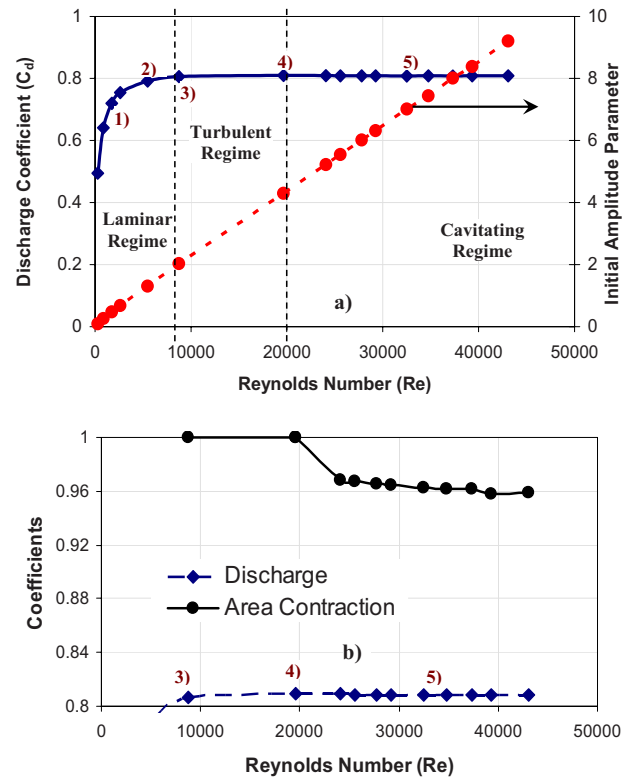 1
10
0.8
8
0.6
6
0.4
4
0.2
2
0
0
Discharge Coefficient (Cd)
Initial Amplitude Parameter
1)
2)
3)
4)
5)
Turbulent
Regime
Laminar
Regime
Cavitating
Regime
a)
0 10000 20000 30000 40000 50000
Reynolds Number (Re)
1
0.96
0.92
0.88
0.84
0.8
Coefficients
Discharge
Area Contraction
b)
3)
4)
5)
0 10000 20000 30000 40000 50000
Reynolds Number (Re)